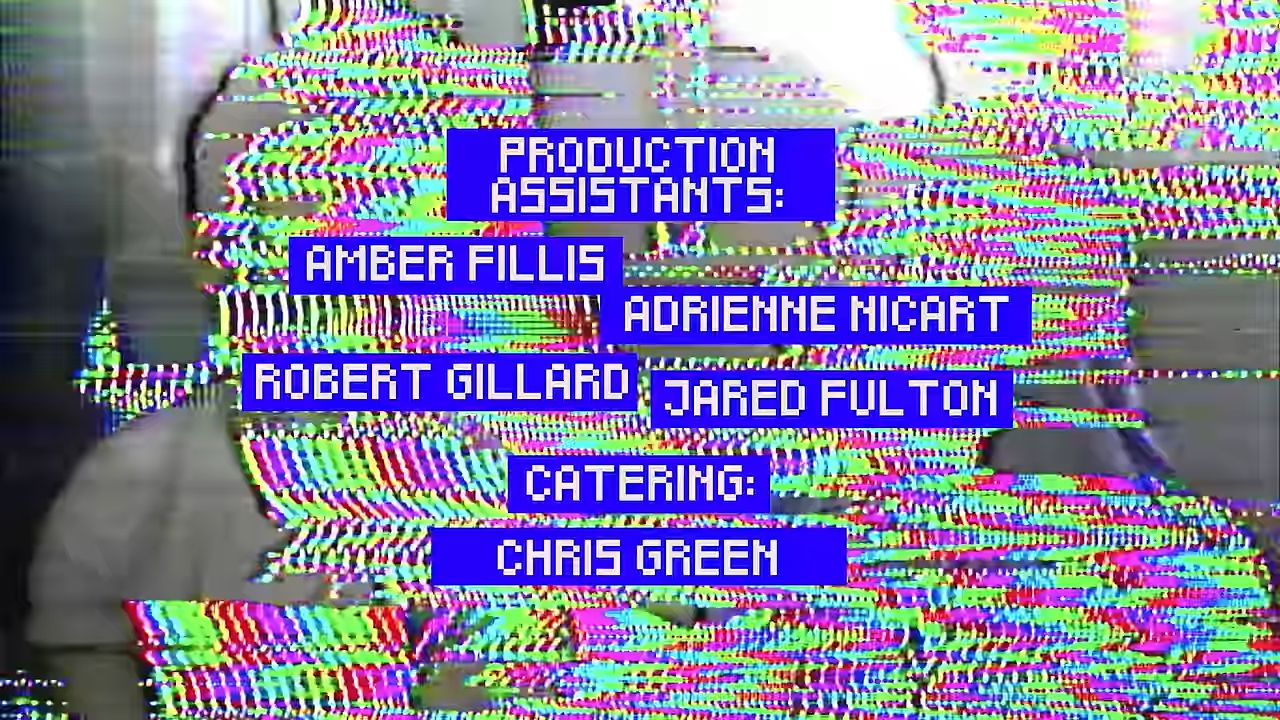 PRODUCTION
ASSISTANTS:
AMBER FILLIS
ADRIENNE NICART
ROBERT GILLARD
JARED FULTON
CATERING:
CHRIS GREEN